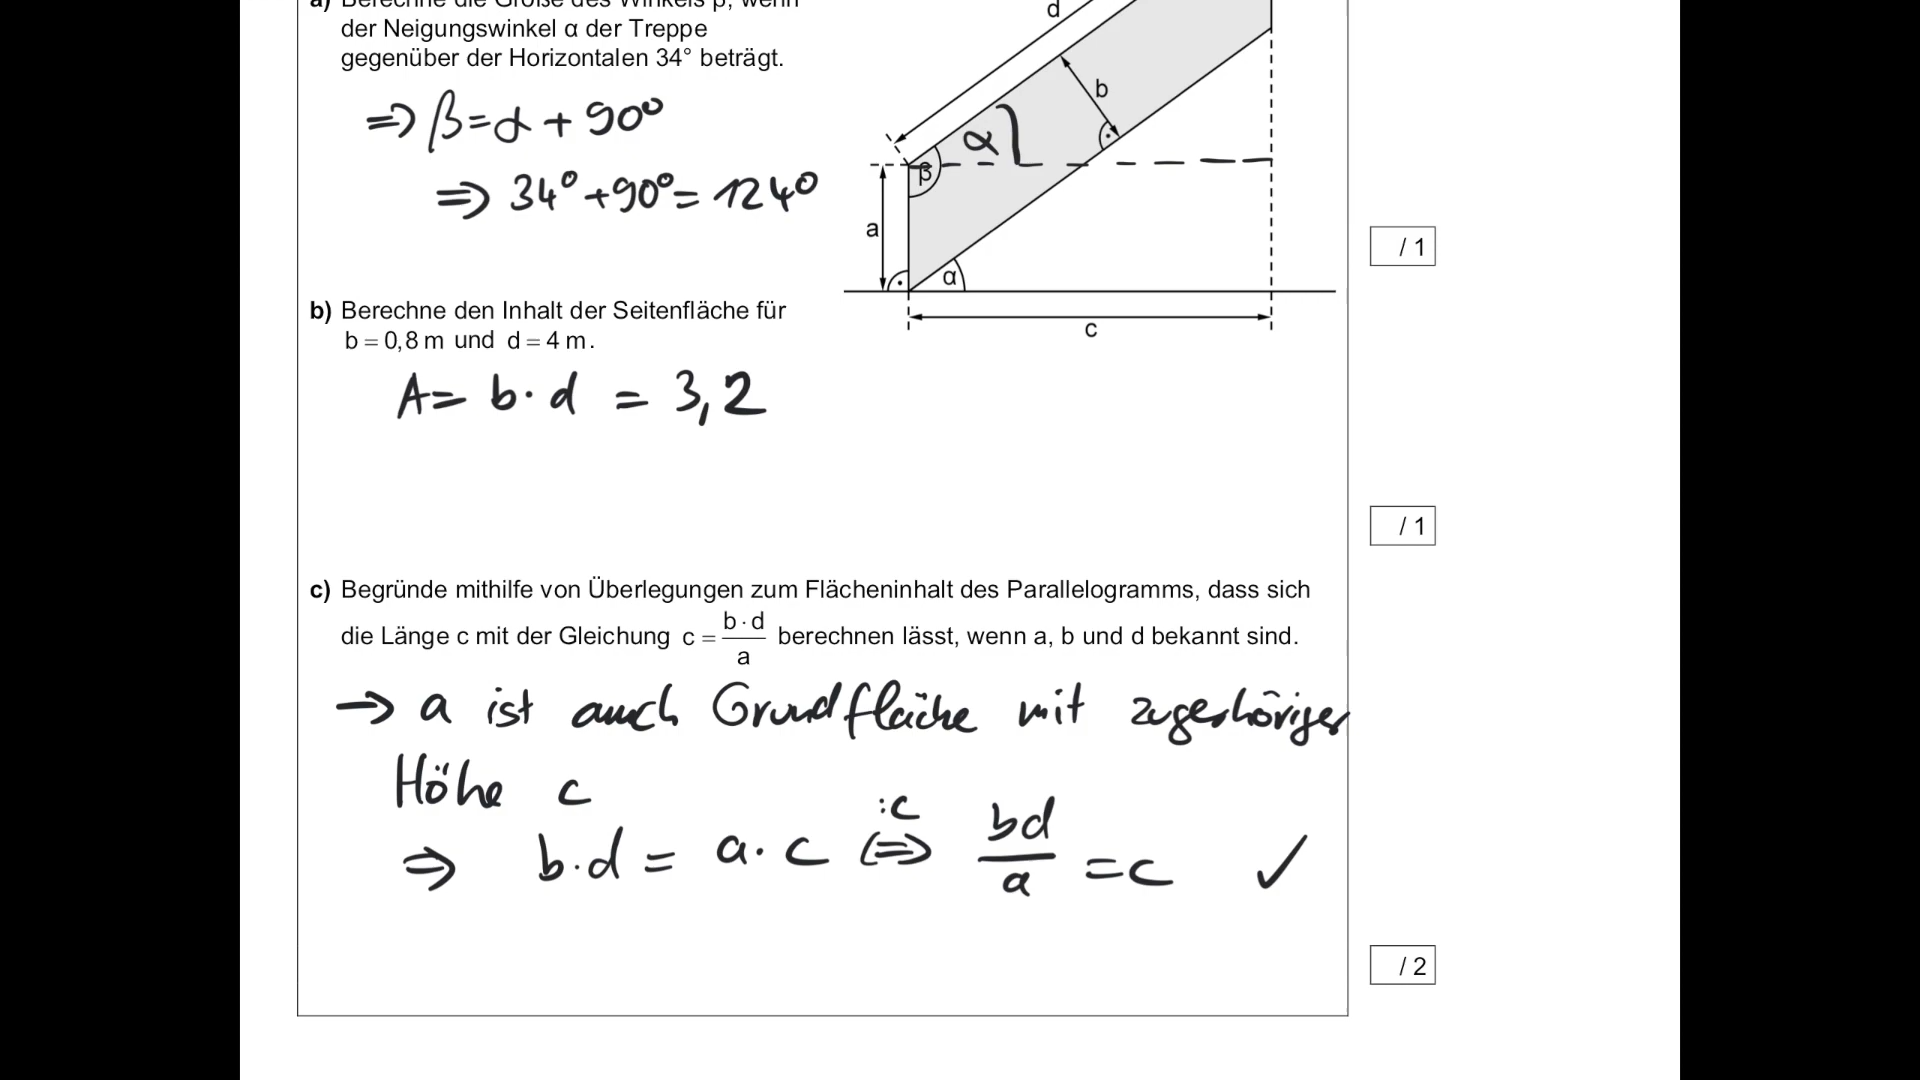 a) Berechne die Größe des Winkels β, wenn
der Neigungswinkel α der Treppe
gegenüber der Horizontalen 34° beträgt.
⇒ β = α + 90°
⇒ 34° + 90° = 124°
d
b
α
β
a
α
c
/ 1
b) Berechne den Inhalt der Seitenfläche für
b = 0,8 m und d = 4 m.
A = b · d = 3,2
/ 1
c) Begründe mithilfe von Überlegungen zum Flächeninhalt des Parallelogramms, dass sich
die Länge c mit der Gleichung c = b · d / a berechnen lässt, wenn a, b und d bekannt sind.
→ a ist auch Grundfläche mit zugehöriger
Höhe c
:c
⇒ b · d = a · c ⇔ bd / a = c ✓
/ 2